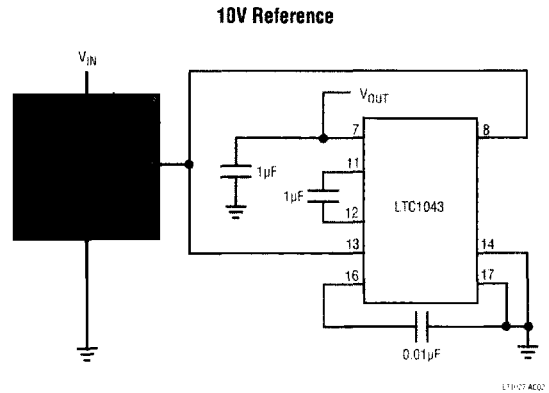 10V Reference
VIN
VOUT
7
8
11
1µF
1µF
LTC1043
12
13
14
16
17
0.01µF